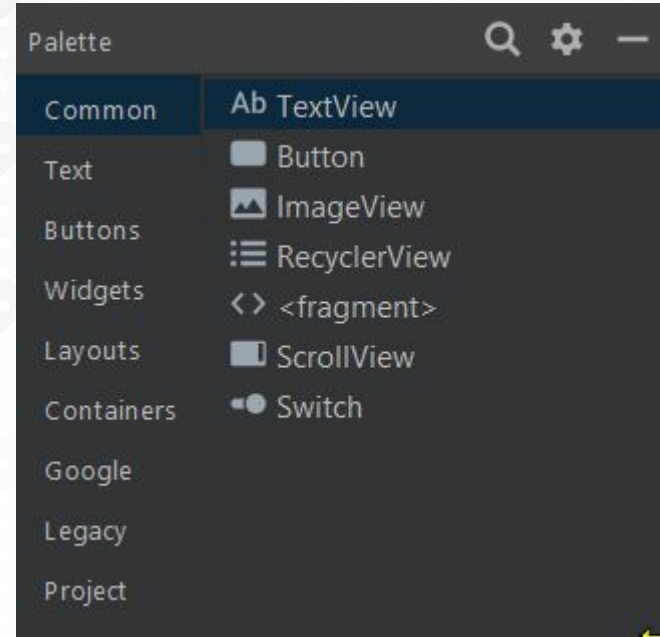 Palette
Common
Text
Buttons
Widgets
Layouts
Containers
Google
Legacy
Project
Ab TextView
Button
ImageView
RecyclerView
<fragment>
ScrollView
Switch